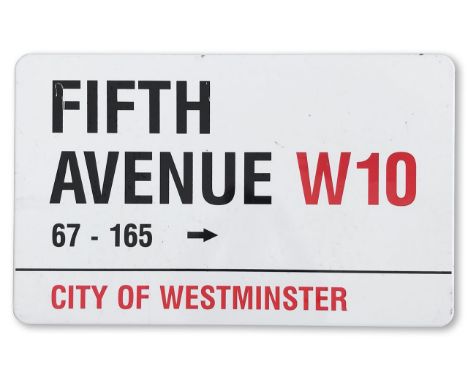 FIFTH
AVENUE W10
67 - 165 →
CITY OF WESTMINSTER